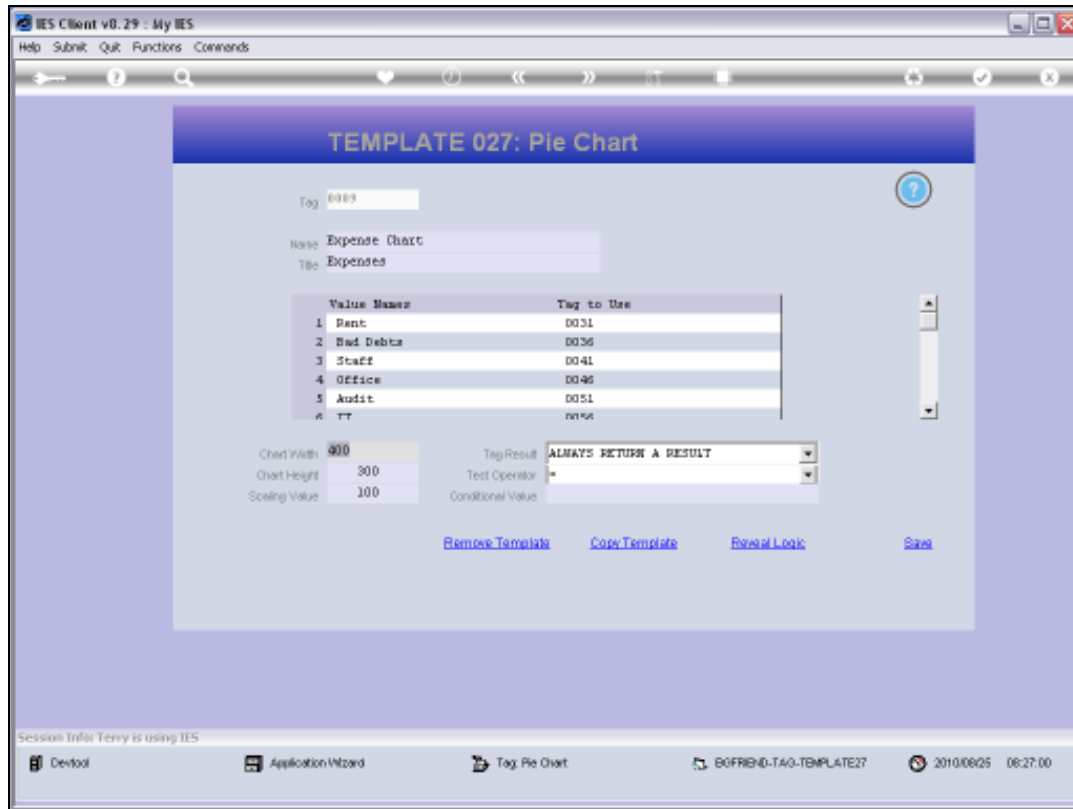 IES Client v8.29 : My IES
Help Submit Quit Functions Commands
TEMPLATE 027: Pie Chart
Tag 0089
Name Expense Chart
Title Expenses
Value Names Tag to Use
1 Rent 0031
2 Bad Debts 0036
3 Staff 0041
4 Office 0046
5 Audit 0051
6 IT 0056
Chart Width 400 Tag Result ALWAYS RETURN A RESULT
Chart Height 300 Test Operator =
Scaling Value 100 Conditional Value
Remove Template Copy Template Reveal Logic Save
Session Info: Terry is using IES
Devtool Application Wizard Tag: Pie Chart BGFRIEND-TAG-TEMPLATE27 2010/08/25 08:27:00